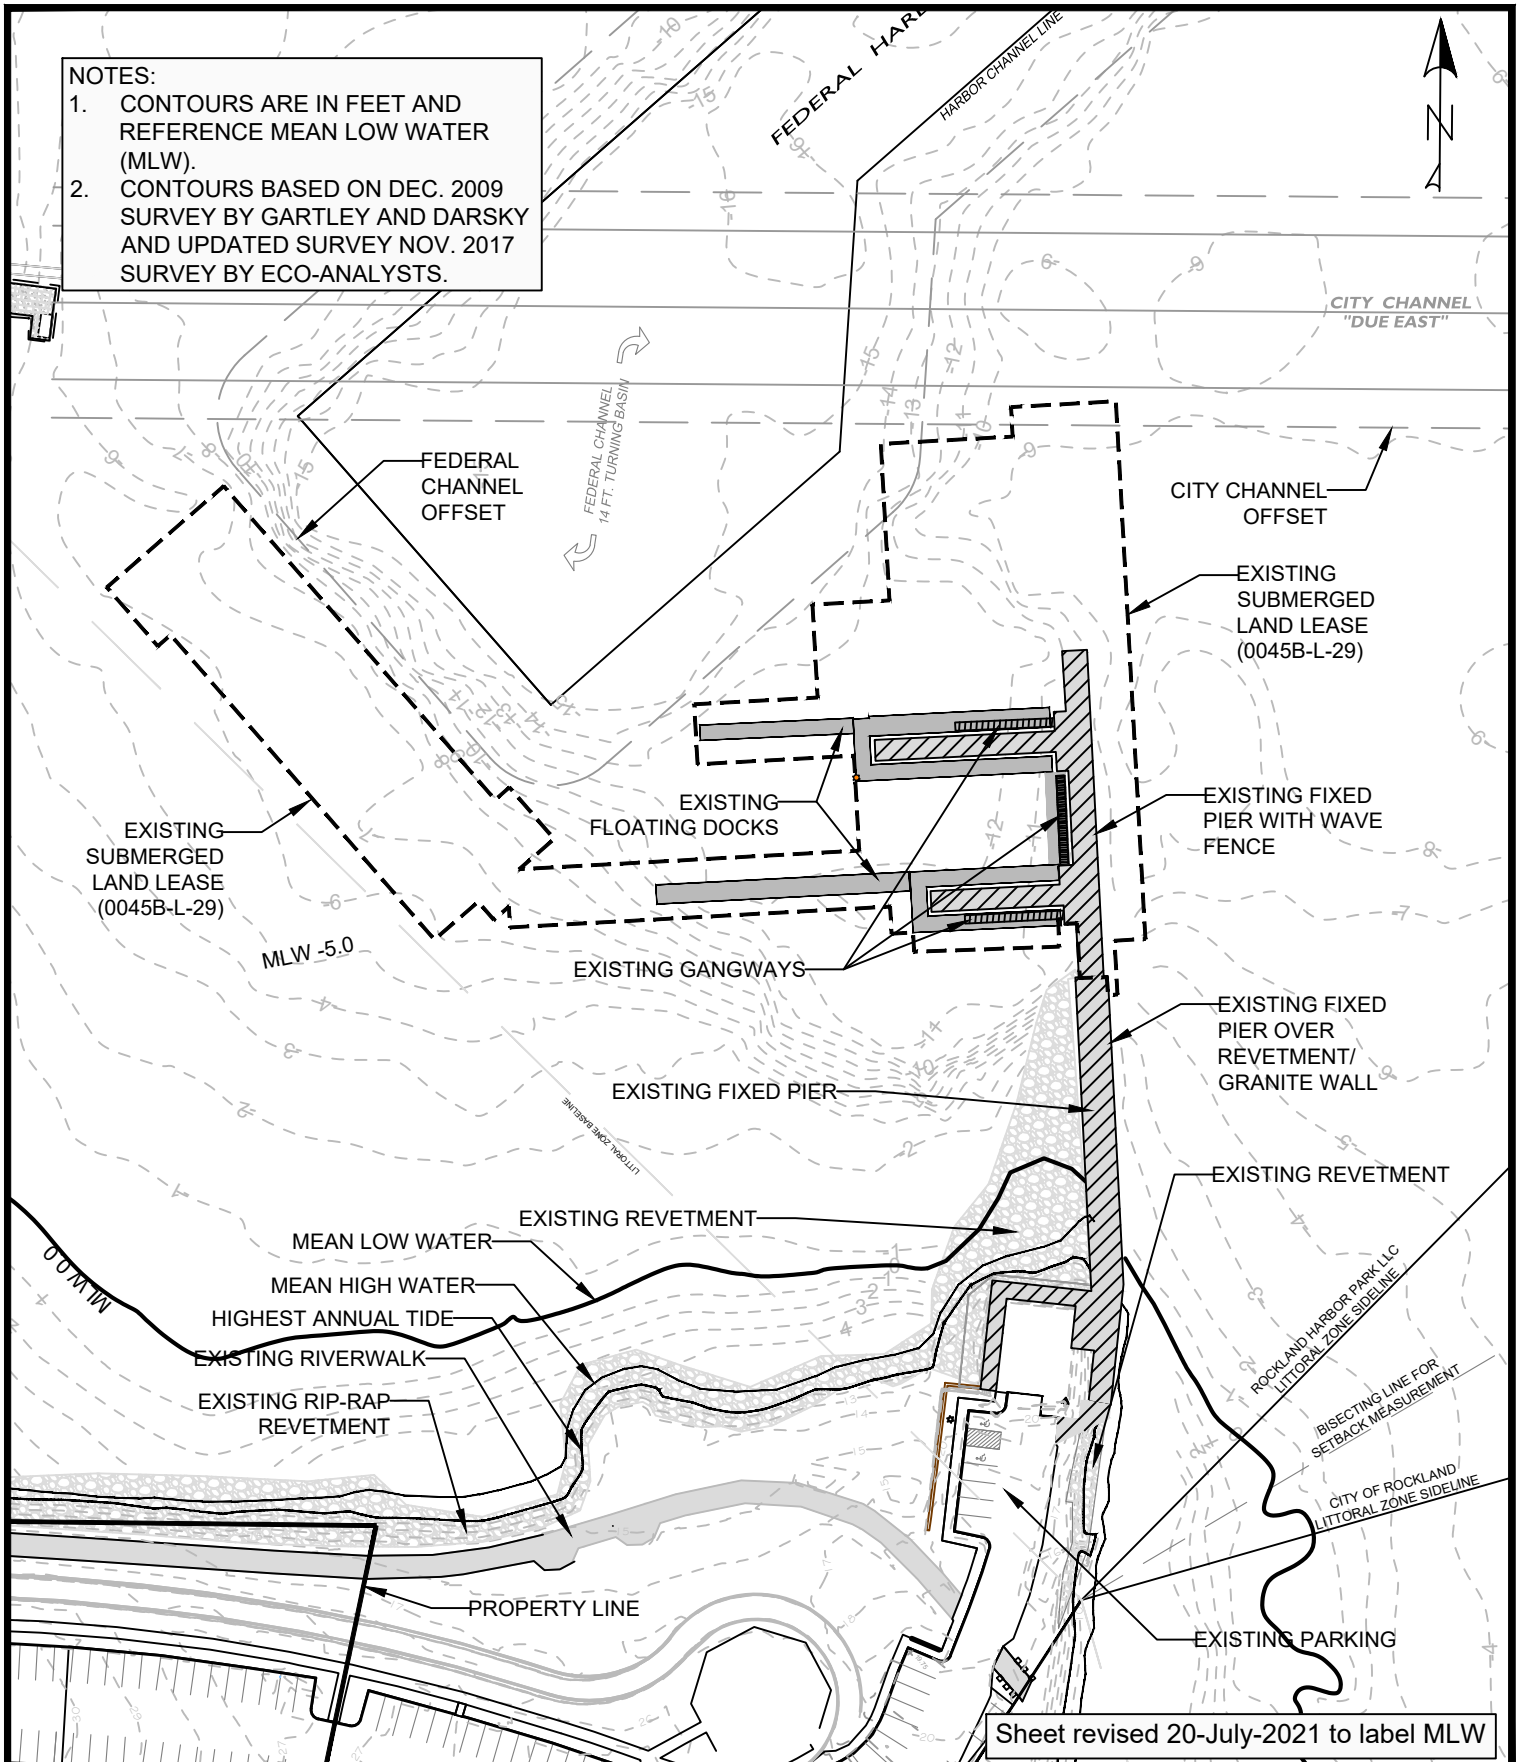 NOTES:
1. CONTOURS ARE IN FEET AND
REFERENCE MEAN LOW WATER
(MLW).
2. CONTOURS BASED ON DEC. 2009
SURVEY BY GARTLEY AND DARSKY
AND UPDATED SURVEY NOV. 2017
SURVEY BY ECO-ANALYSTS.
FEDERAL
HARBOR CHANNEL LINE
N
CITY CHANNEL
"DUE EAST"
FEDERAL CHANNEL
14 FT. TURNING BASIN
FEDERAL
CHANNEL
OFFSET
CITY CHANNEL
OFFSET
EXISTING
SUBMERGED
LAND LEASE
(0045B-L-29)
EXISTING
FLOATING DOCKS
EXISTING FIXED
PIER WITH WAVE
FENCE
EXISTING
SUBMERGED
LAND LEASE
(0045B-L-29)
MLW -5.0
EXISTING GANGWAYS
EXISTING FIXED
PIER OVER
REVETMENT/
GRANITE WALL
EXISTING FIXED PIER
LITTORAL ZONE BASELINE
EXISTING REVETMENT
EXISTING REVETMENT
MEAN LOW WATER
MLW 0.0
MEAN HIGH WATER
HIGHEST ANNUAL TIDE
EXISTING RIVERWALK
EXISTING RIP-RAP
REVETMENT
ROCKLAND HARBOR PARK LLC
LITTORAL ZONE SIDELINE
BISECTING LINE FOR
SETBACK MEASUREMENT
CITY OF ROCKLAND
LITTORAL ZONE SIDELINE
PROPERTY LINE
EXISTING PARKING
Sheet revised 20-July-2021 to label MLW